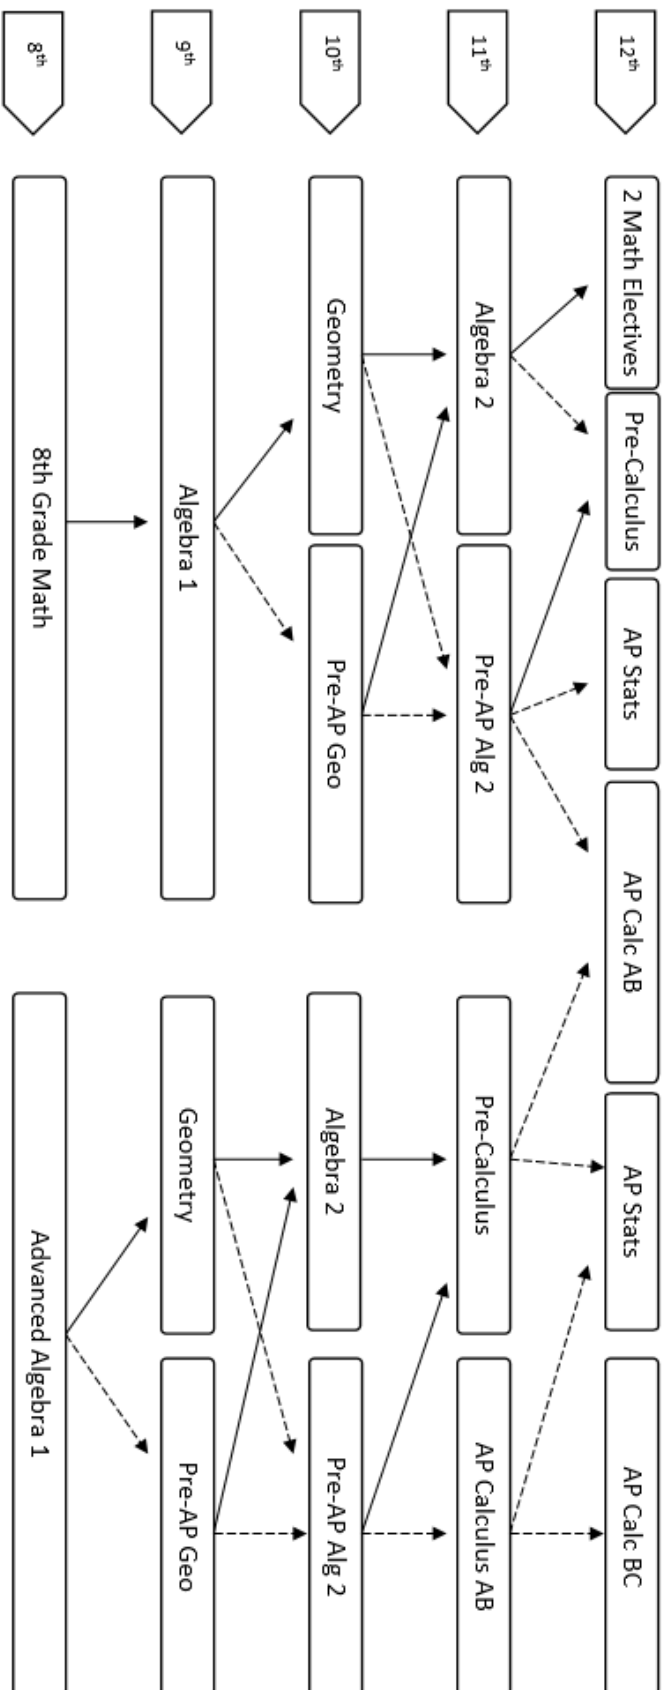 8th
8th Grade Math
Advanced Algebra 1
9th
Algebra 1
Geometry
Pre-AP Geo
10th
Geometry
Pre-AP Geo
Algebra 2
Pre-AP Alg 2
11th
Algebra 2
Pre-AP Alg 2
Pre-Calculus
AP Calculus AB
12th
2 Math Electives
Pre-Calculus
AP Stats
AP Calc AB
AP Stats
AP Calc BC